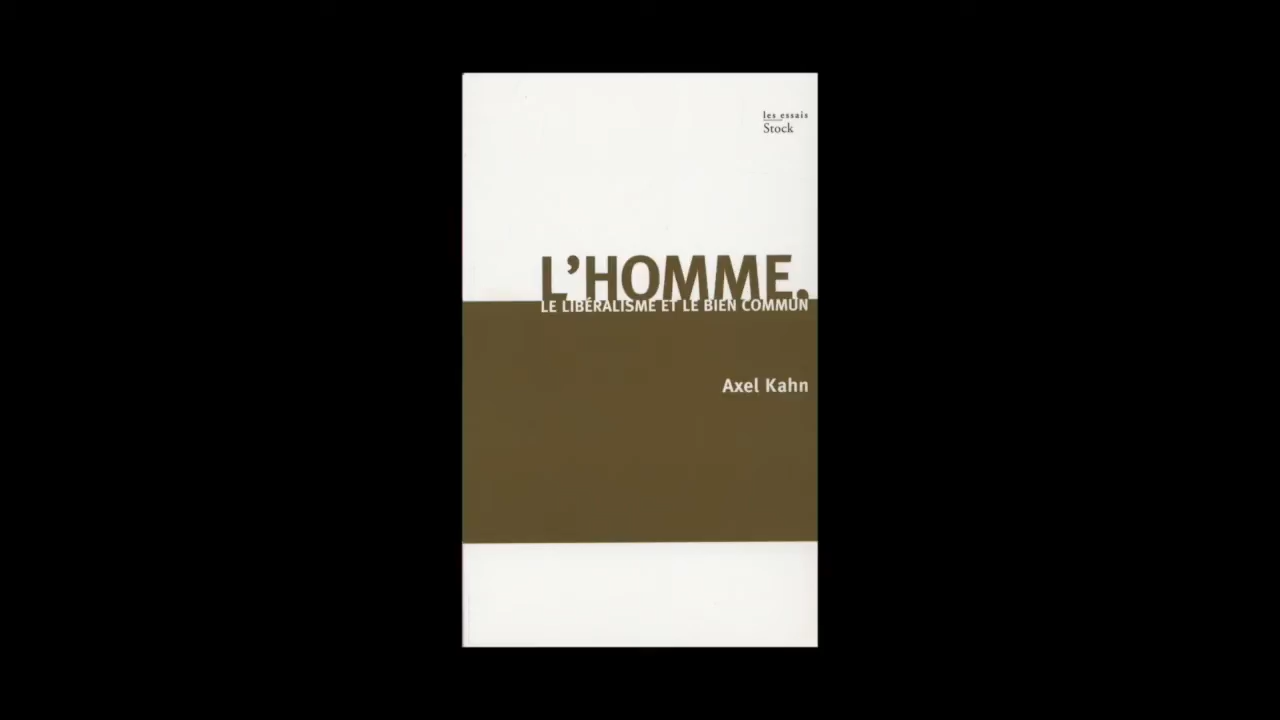 les essais
Stock
L’HOMME,
LE LIBÉRALISME ET LE BIEN COMMUN
Axel Kahn